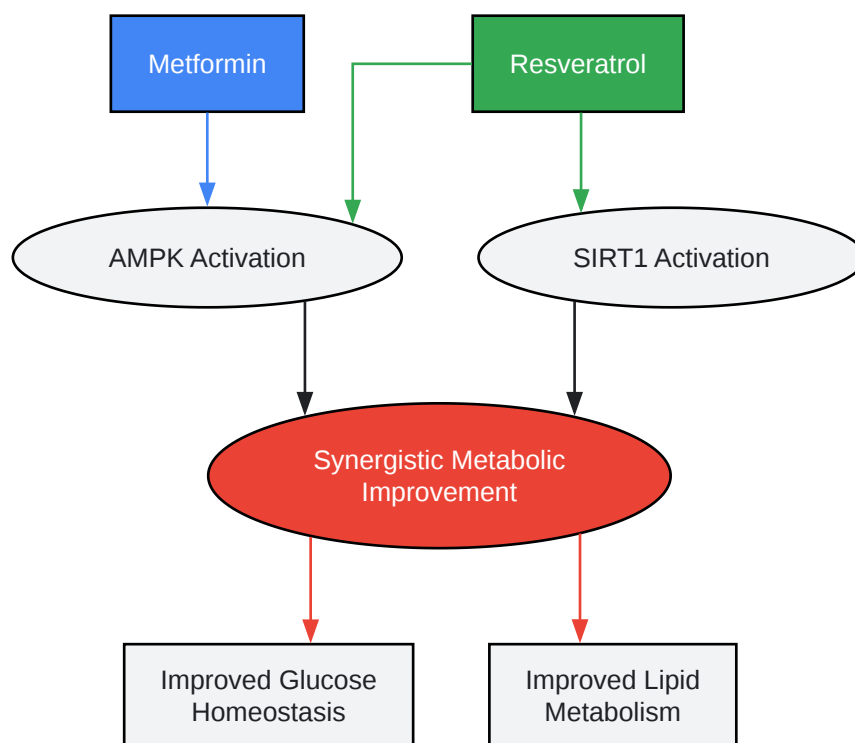 Metformin
Resveratrol
AMPK Activation
SIRT1 Activation
Synergistic Metabolic
Improvement
Improved Glucose
Homeostasis
Improved Lipid
Metabolism